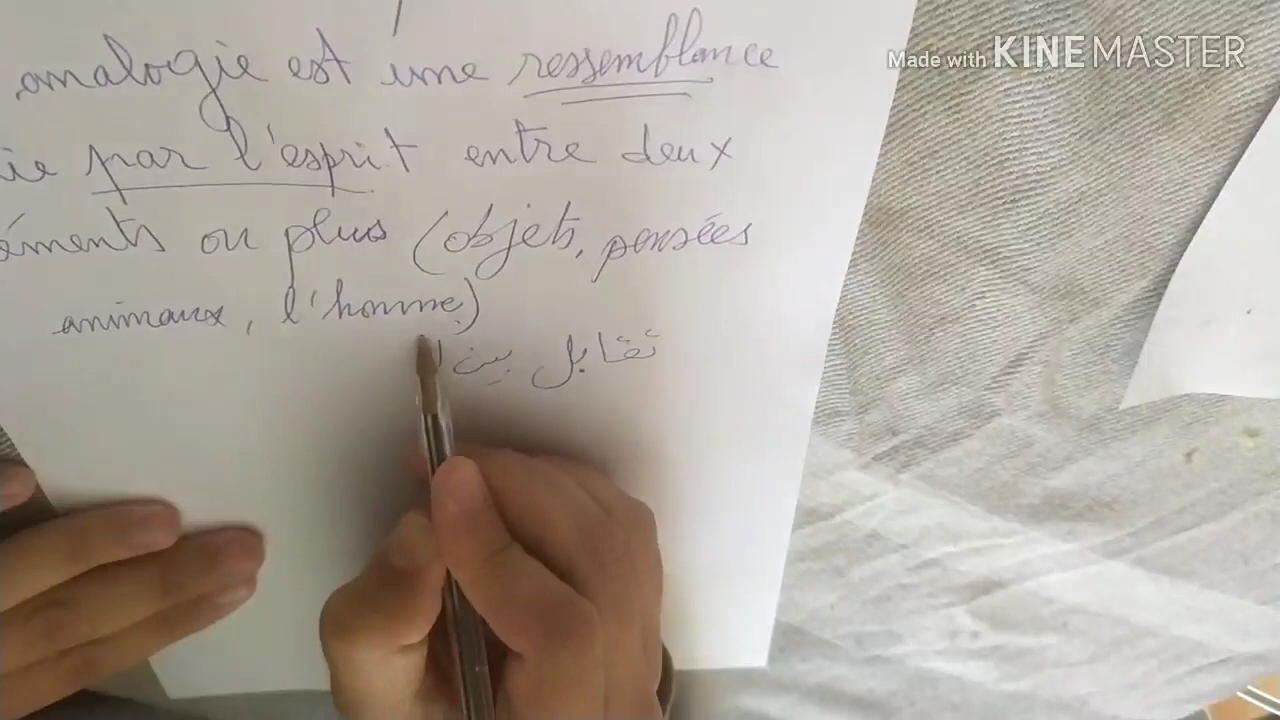 analogie est une ressemblance
ie par l'esprit entre deux
éments ou plus (objets, pensées
animaux, l'homme)
تقابل بين ا
Made with KINEMASTER